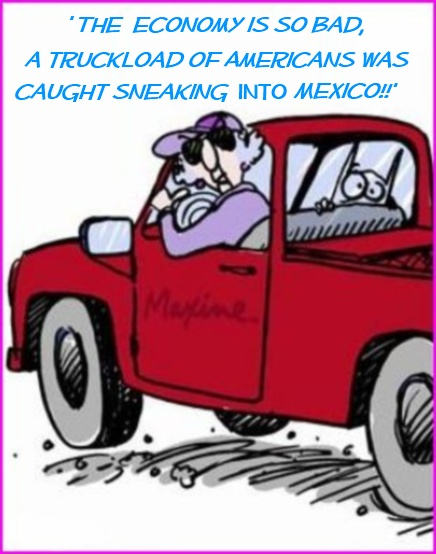 'THE ECONOMY IS SO BAD,
A TRUCKLOAD OF AMERICANS WAS
CAUGHT SNEAKING INTO MEXICO!!'
Maxine.